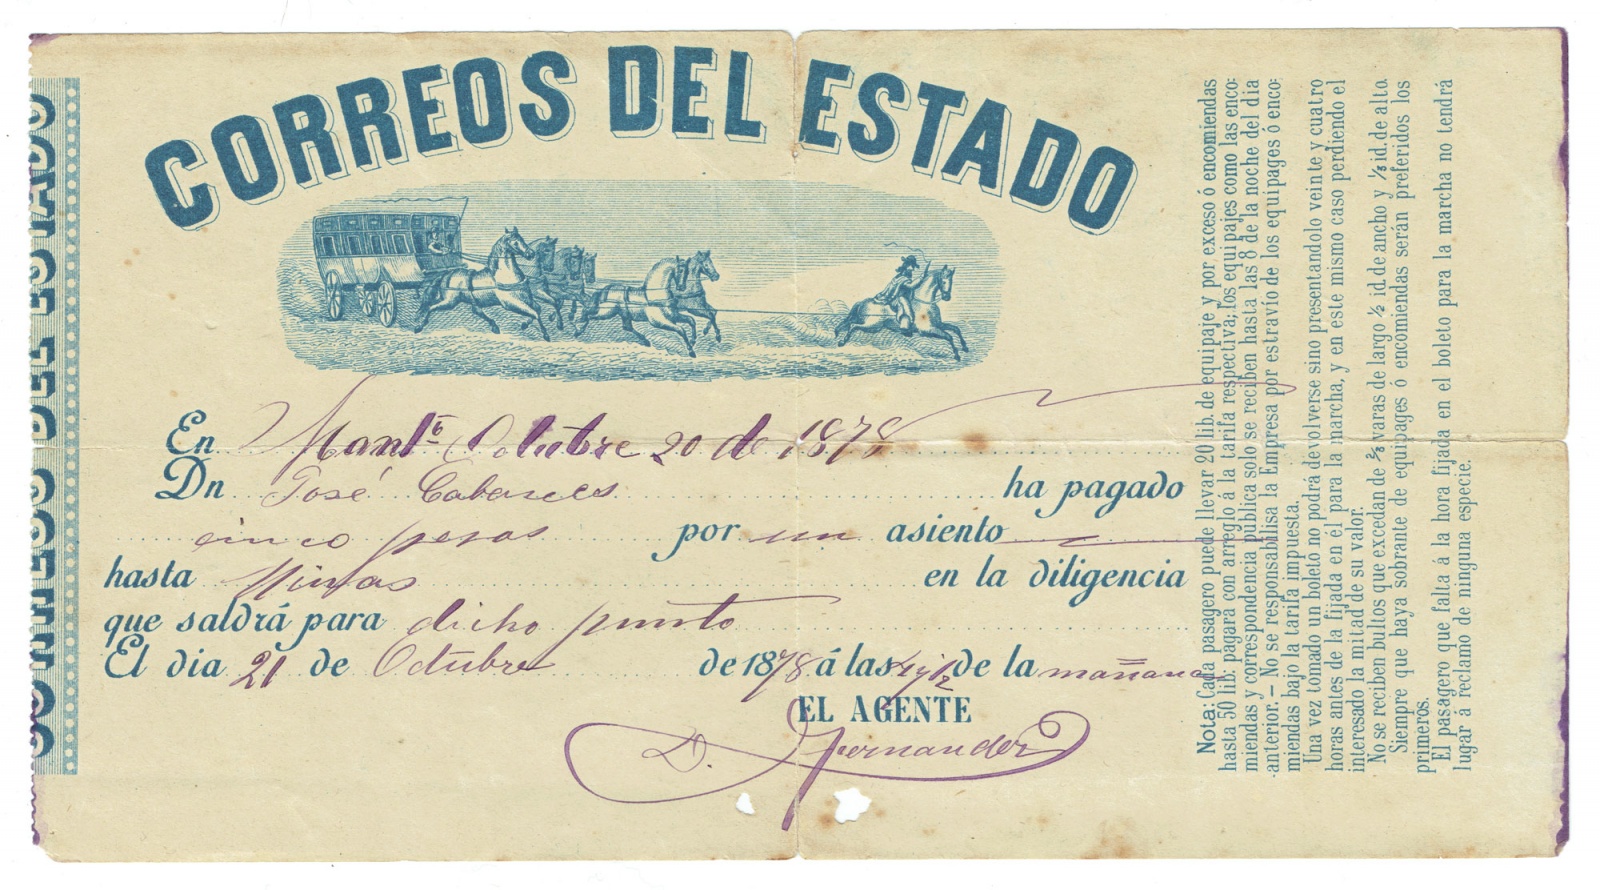 CORREOS DEL ESTADO
CORREOS DEL ESTADO
En Octubre 20 de 1878
Dn José ha pagado
cinco pesos por un asiento
hasta Minas en la diligencia
que saldrá para dicho punto
El dia 21 de Octubre de 1878 á las 4 y 1/2 de la mañana
EL AGENTE
D. Hernandez
Nota: Cada pasagero puede llevar 20 lib. de equipaje y por exceso ó encomiendas
hasta 50 lib. pagará con arreglo á la tarifa respectiva; los equipajes como las enco-
miendas y correspondencia pública solo se reciben hasta las 8 de la noche del dia
anterior. – No se responsabilisa la Empresa por estravío de los equipages ó enco-
miendas bajo la tarifa impuesta.
Una vez tomado un boleto no podrá devolverse sino presentandolo veinte y cuatro
horas antes de la fijada en él para la marcha, y en este mismo caso perdiendo el
interesado la mitad de su valor.
No se reciben bultos que excedan de varas de largo ½ id. de ancho y ⅓ id. de alto.
Siempre que haya sobrante de equipages ó encomiendas serán preferidos los
primeros.
El pasagero que falta á la hora fijada en el boleto para la marcha no tendrá
lugar á reclamo de ninguna especie.